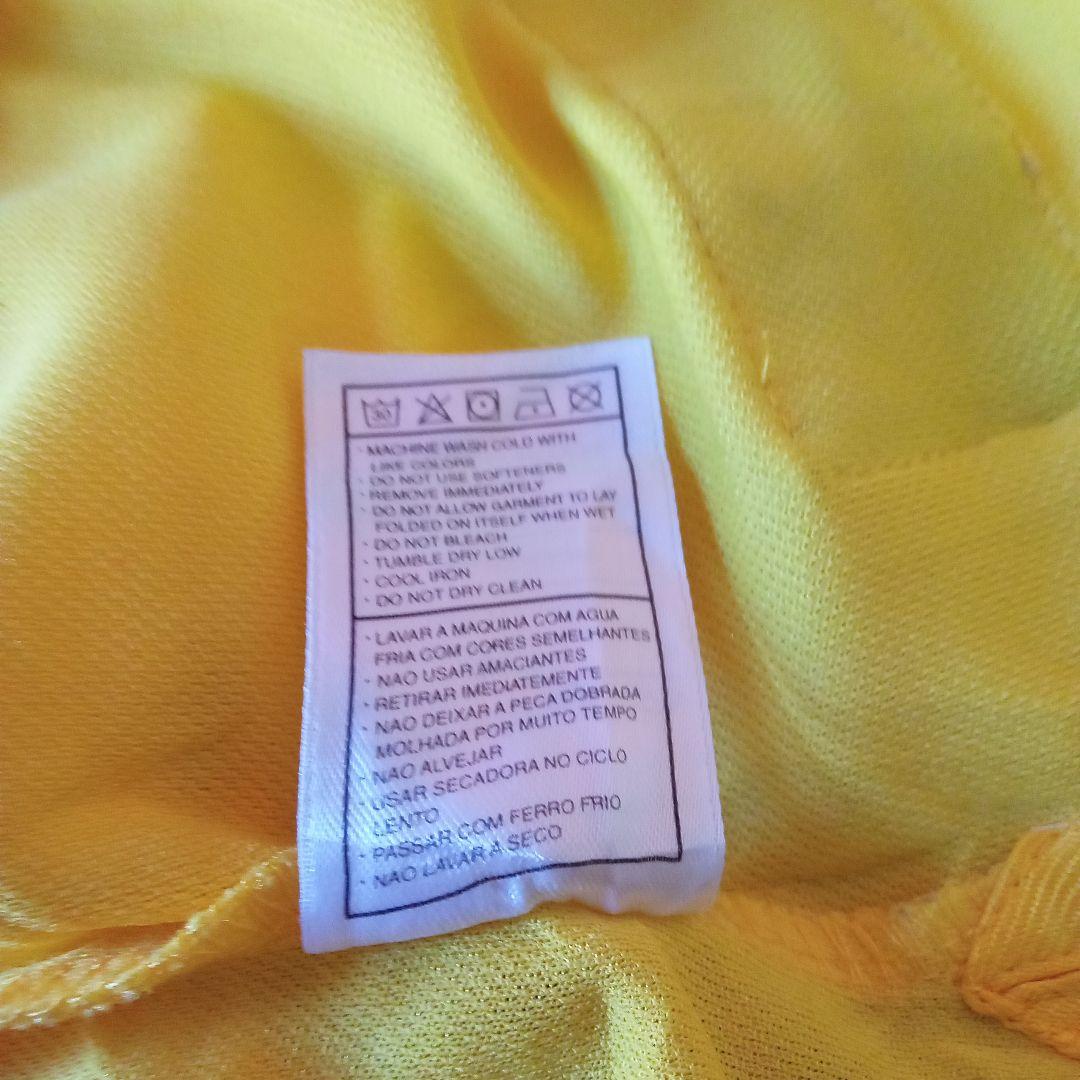 30
· MACHINE WASH COLD WITH
LIKE COLORS
· DO NOT USE SOFTENERS
· REMOVE IMMEDIATELY
· DO NOT ALLOW GARMENT TO LAY
FOLDED ON ITSELF WHEN WET
· DO NOT BLEACH
· TUMBLE DRY LOW
· COOL IRON
· DO NOT DRY CLEAN
· LAVAR A MAQUINA COM AGUA
FRIA COM CORES SEMELHANTES
· NAO USAR AMACIANTES
· RETIRAR IMEDIATEMENTE
· NAO DEIXAR A PECA DOBRADA
MOLHADA POR MUITO TEMPO
· NAO ALVEJAR
· USAR SECADORA NO CICLO
LENTO
· PASSAR COM FERRO FRIO
· NAO LAVAR A SECO